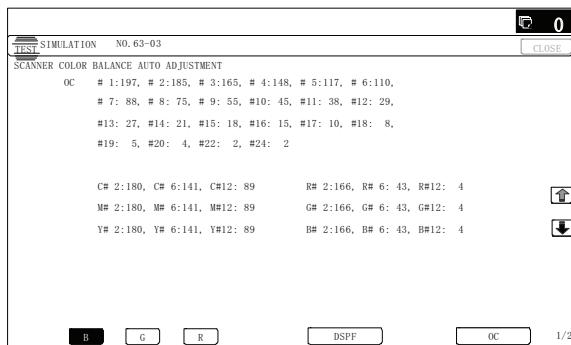 0
TEST SIMULATION NO.63-03 CLOSE
SCANNER COLOR BALANCE AUTO ADJUSTMENT
OC # 1:197, # 2:185, # 3:165, # 4:148, # 5:117, # 6:110,
# 7: 88, # 8: 75, # 9: 55, #10: 45, #11: 38, #12: 29,
#13: 27, #14: 21, #15: 18, #16: 15, #17: 10, #18: 8,
#19: 5, #20: 4, #22: 2, #24: 2
C# 2:180, C# 6:141, C#12: 89 R# 2:166, R# 6: 43, R#12: 4
M# 2:180, M# 6:141, M#12: 89 G# 2:166, G# 6: 43, G#12: 4
Y# 2:180, Y# 6:141, Y#12: 89 B# 2:166, B# 6: 43, B#12: 4
B G R DSPF OC 1/2